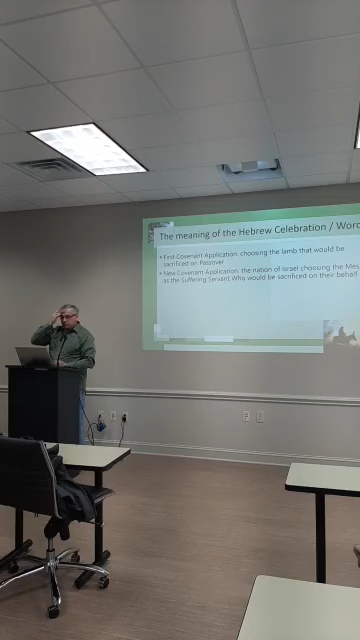 The meaning of the Hebrew Celebration / Word
• First Covenant Application: choosing the lamb that would be
sacrificed on Passover
• New Covenant Application: the nation of Israel choosing the Mes
as the Suffering Servant Who would be sacrificed on their behalf